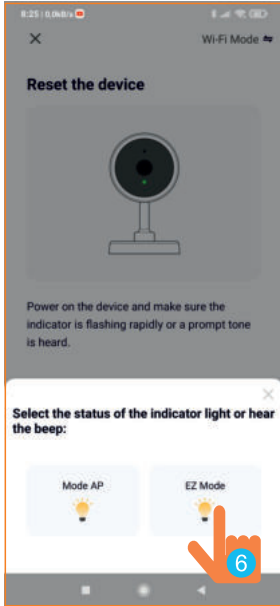 8:25 | 0,0kB/s
Wi-Fi Mode
Reset the device
Power on the device and make sure the
indicator is flashing rapidly or a prompt tone
is heard.
Select the status of the indicator light or hear
the beep:
Mode AP
EZ Mode
6